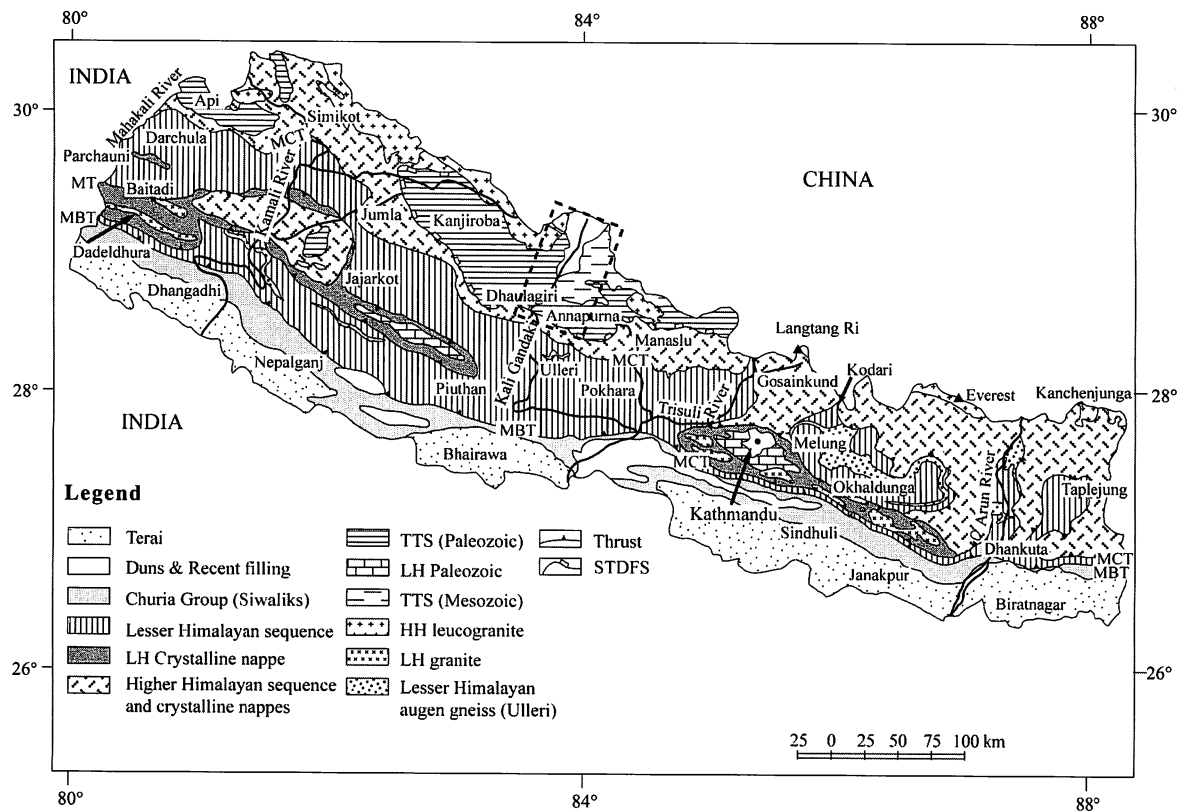 80°
84°
88°
INDIA
30°
30°
Mahakali River
Api
Simikot
Darchula
MCT
Parchauni
CHINA
MT
Baitadi
Jumla
Kanjiroba
MBT
Dadeldhura
Jajarkot
Dhangadhi
Dhaulagiri
Annapurna
Langtang Ri
Manaslu
MCT
Nepalganj
Ulleri
Gosainkund
Kodari
28°
28°
Piuthan
Kali Gandaki
Pokhara
Trisuli River
Everest
Kanchenjunga
INDIA
MBT
Melung
Bhairawa
MCT
Arun River
Okhaldunga
Taplejung
Kathmandu
Sindhuli
Dhankuta
MCT
MBT
Janakpur
Biratnagar
Legend
Terai
Duns & Recent filling
Churia Group (Siwaliks)
Lesser Himalayan sequence
LH Crystalline nappe
Higher Himalayan sequence
and crystalline nappes
TTS (Paleozoic)
LH Paleozoic
TTS (Mesozoic)
HH leucogranite
LH granite
Lesser Himalayan
augen gneiss (Ulleri)
Thrust
STDFS
26°
26°
25 0 25 50 75 100 km
80°
84°
88°